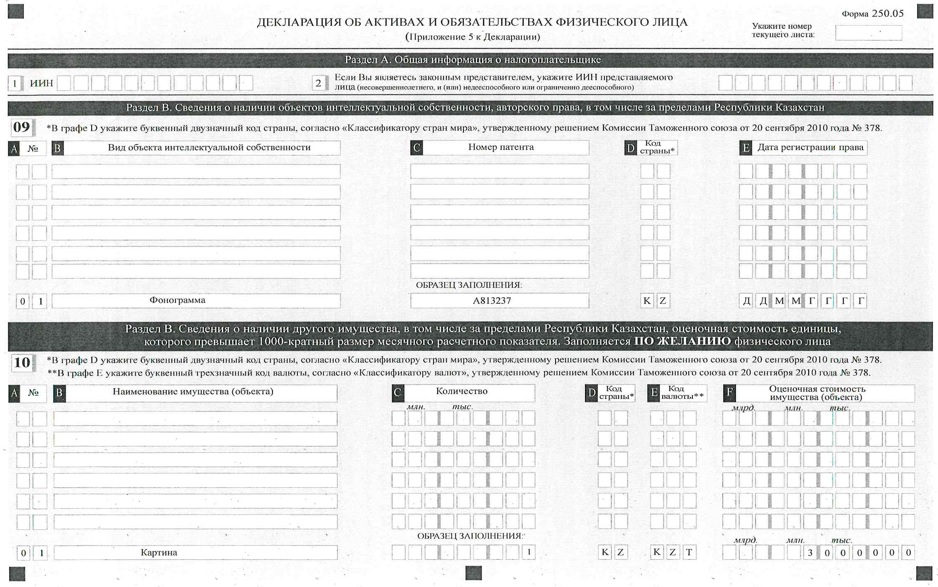 Форма 250.05
ДЕКЛАРАЦИЯ ОБ АКТИВАХ И ОБЯЗАТЕЛЬСТВАХ ФИЗИЧЕСКОГО ЛИЦА
(Приложение 5 к Декларации)
Укажите номер
текущего листа:
Раздел А. Общая информация о налогоплательщике
1 ИИН
2 Если Вы являетесь законным представителем, укажите ИИН представляемого
ЛИЦА (несовершеннолетнего, и (или) недееспособного или ограниченно дееспособного)
Раздел В. Сведения о наличии объектов интеллектуальной собственности, авторского права, в том числе за пределами Республики Казахстан
09 *В графе D укажите буквенный двузначный код страны, согласно «Классификатору стран мира», утвержденному решением Комиссии Таможенного союза от 20 сентября 2010 года № 378.
A № B Вид объекта интеллектуальной собственности C Номер патента D Код страны* E Дата регистрации права
ОБРАЗЕЦ ЗАПОЛНЕНИЯ:
0 1 Фонограмма А813237 K Z Д Д М М Г Г Г Г
Раздел В. Сведения о наличии другого имущества, в том числе за пределами Республики Казахстан, оценочная стоимость единицы,
которого превышает 1000-кратный размер месячного расчетного показателя. Заполняется ПО ЖЕЛАНИЮ физического лица
10 *В графе D укажите буквенный двузначный код страны, согласно «Классификатору стран мира», утвержденному решением Комиссии Таможенного союза от 20 сентября 2010 года № 378.
**В графе Е укажите буквенный трехзначный код валюты, согласно «Классификатору валют», утвержденному решением Комиссии Таможенного союза от 20 сентября 2010 года № 378.
A № B Наименование имущества (объекта) C Количество D Код страны* E Код валюты** F Оценочная стоимость имущества (объекта)
млн. тыс. млрд. млн. тыс.
ОБРАЗЕЦ ЗАПОЛНЕНИЯ:
млрд. млн. тыс.
0 1 Картина 1 K Z K Z T 3 0 0 0 0 0 0